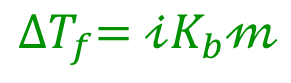 ΔT_f = iK_b m